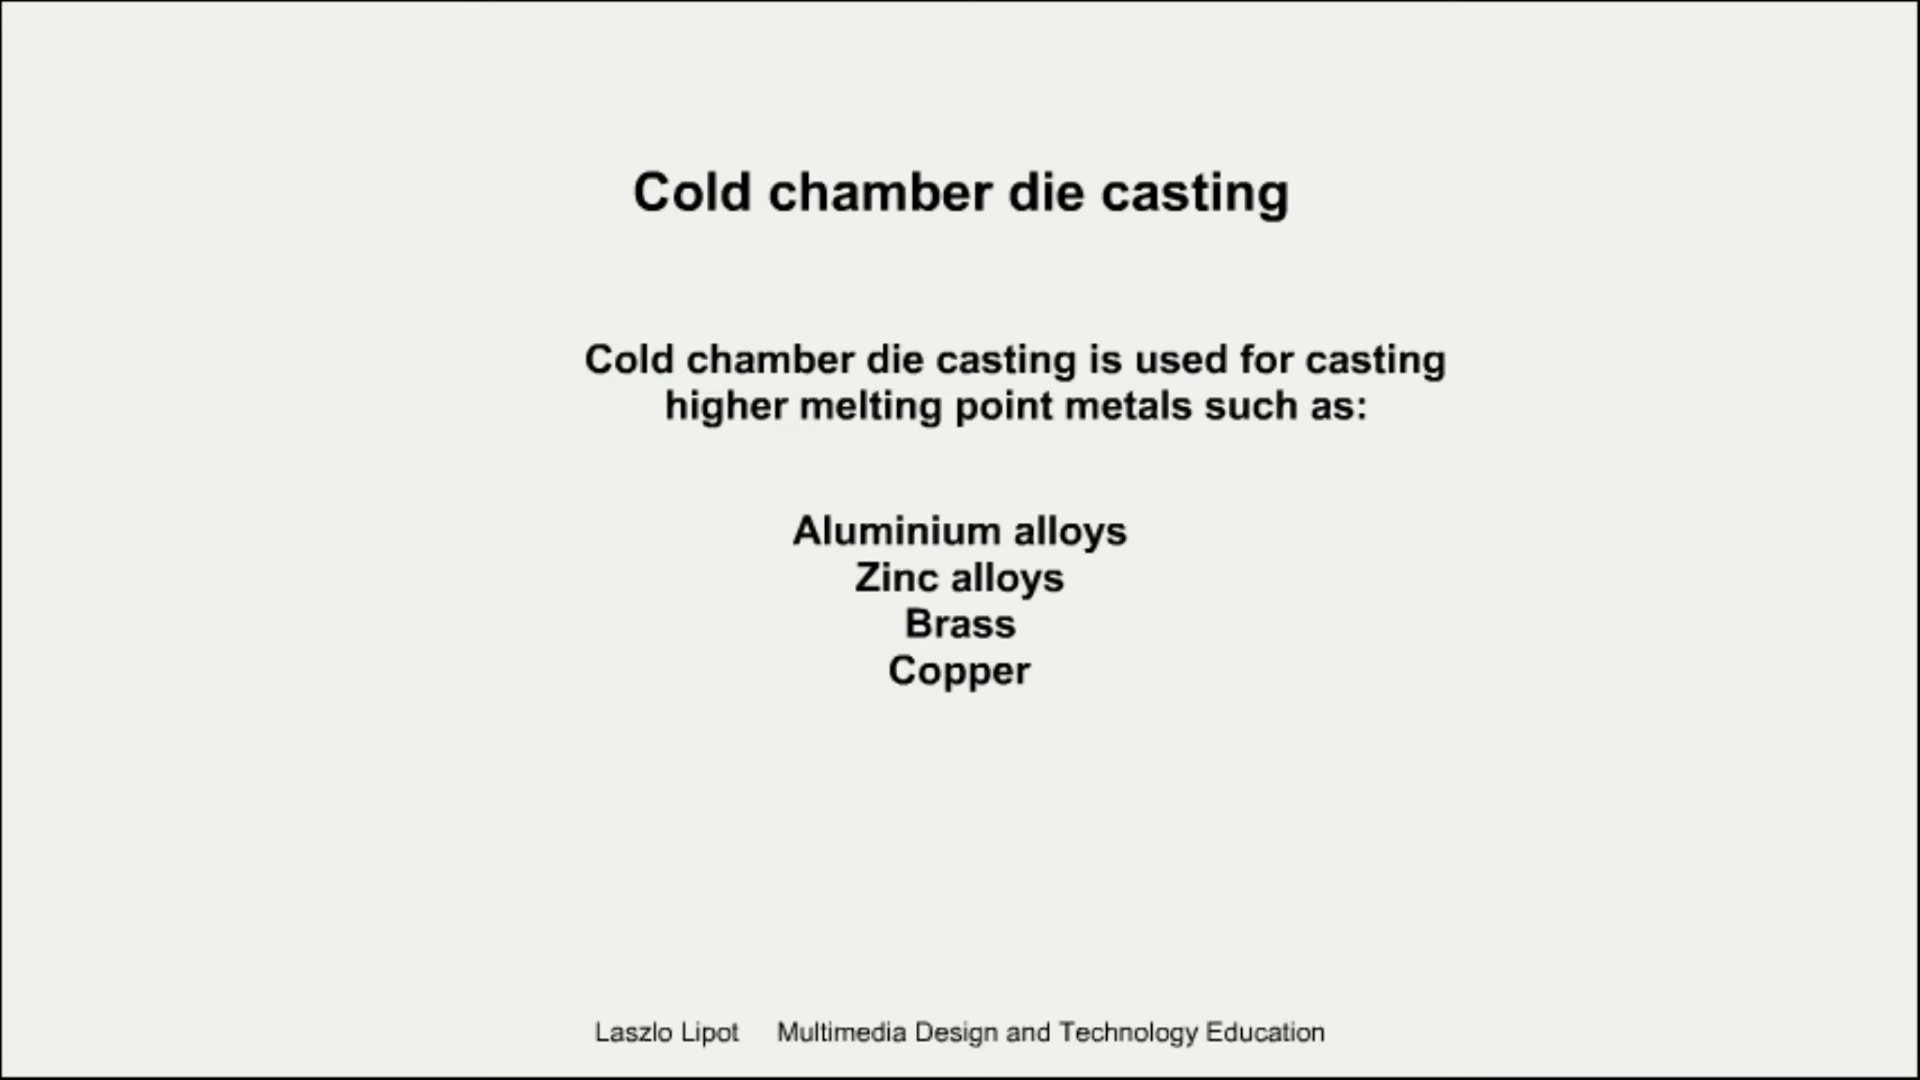 Cold chamber die casting
Cold chamber die casting is used for casting
higher melting point metals such as:
Aluminium alloys
Zinc alloys
Brass
Copper
Laszlo Lipot Multimedia Design and Technology Education